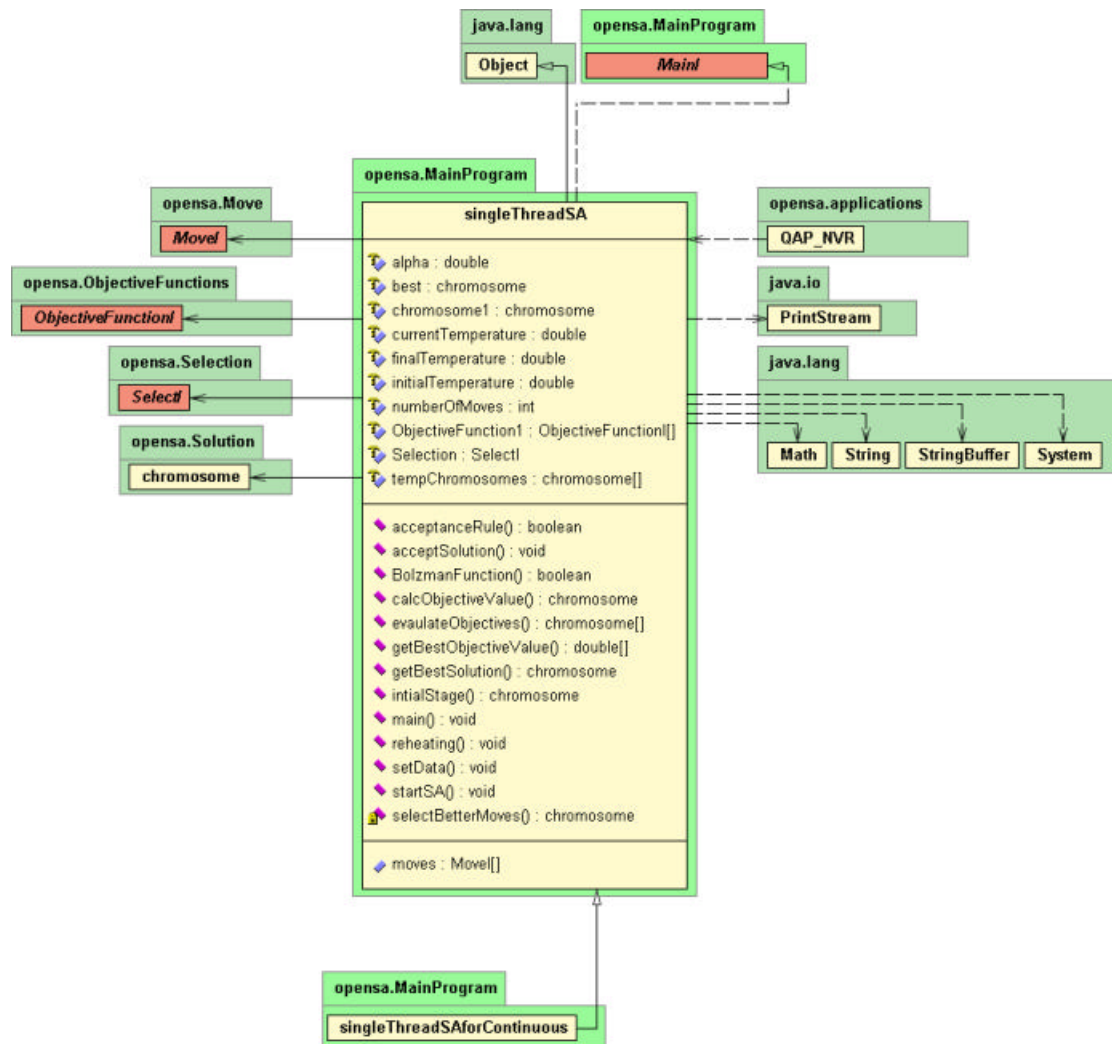 java.lang
opensa.MainProgram
Object
MainI
opensa.MainProgram
opensa.Move
singleThreadSA
opensa.applications
MoveI
QAP_NVR
alpha : double
opensa.ObjectiveFunctions
best : chromosome
java.io
ObjectiveFunctionI
chromosome1 : chromosome
PrintStream
currentTemperature : double
opensa.Selection
finalTemperature : double
java.lang
SelectI
initialTemperature : double
numberOfMoves : int
opensa.Solution
ObjectiveFunction1 : ObjectiveFunctionI[]
Selection : SelectI
Math String StringBuffer System
chromosome
tempChromosomes : chromosome[]
acceptanceRule() : boolean
acceptSolution() : void
BolzmanFunction() : boolean
calcObjectiveValue() : chromosome
evaulateObjectives() : chromosome[]
getBestObjectiveValue() : double[]
getBestSolution() : chromosome
intialStage() : chromosome
main() : void
reheating() : void
setData() : void
startSA() : void
selectBetterMoves() : chromosome
moves : MoveI[]
opensa.MainProgram
singleThreadSAforContinuous